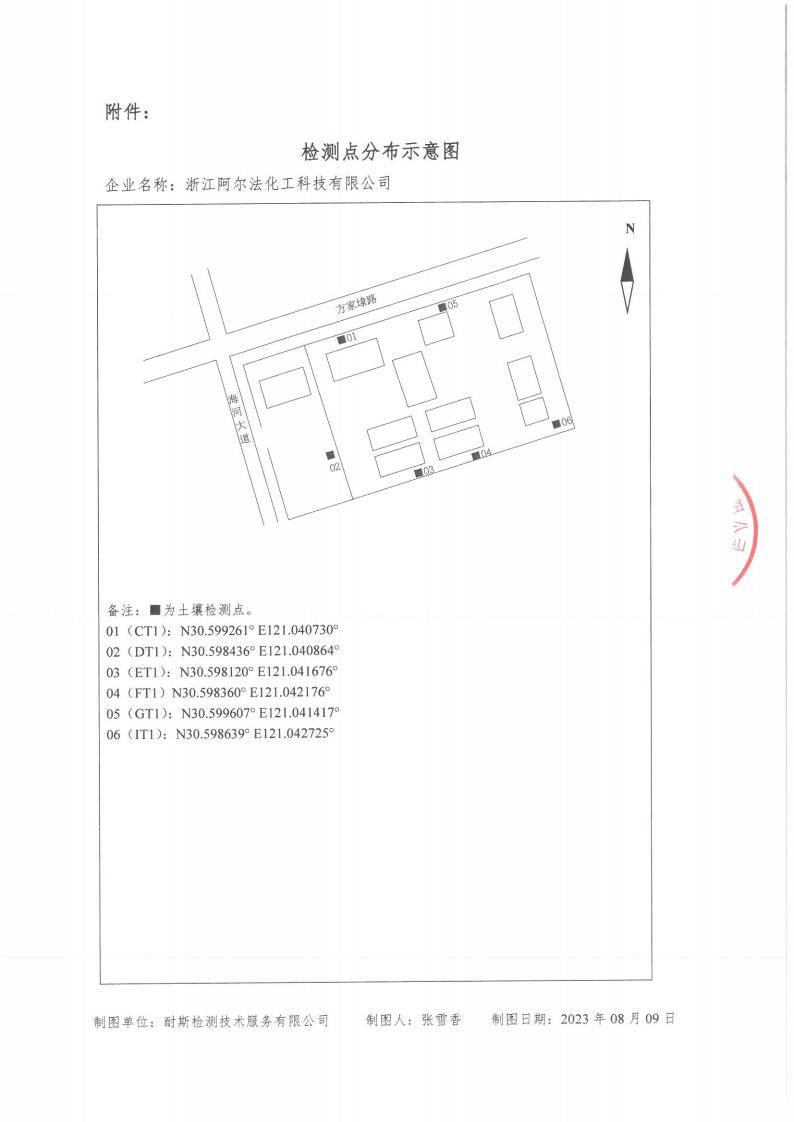 附件：
检测点分布示意图
企业名称：浙江阿尔法化工科技有限公司
N
方家埭路
05
01
海河大道
06
02
04
03
备注：■为土壤检测点。
01（CT1）：N30.599261° E121.040730°
02（DT1）：N30.598436° E121.040864°
03（ET1）：N30.598120° E121.041676°
04（FT1）N30.598360° E121.042176°
05（GT1）：N30.599607° E121.041417°
06（IT1）：N30.598639° E121.042725°
制图单位：耐斯检测技术服务有限公司 制图人：张雪香 制图日期：2023 年 08 月 09 日